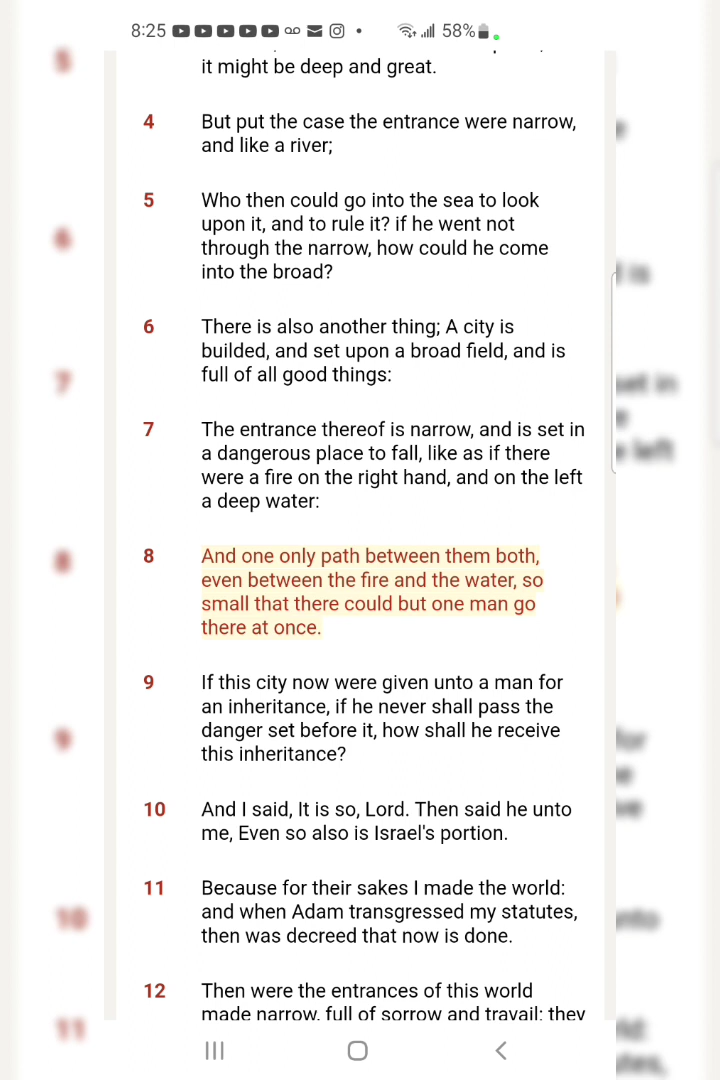 8:25
58%
it might be deep and great.
4 But put the case the entrance were narrow,
and like a river;
5 Who then could go into the sea to look
upon it, and to rule it? if he went not
through the narrow, how could he come
into the broad?
6 There is also another thing; A city is
builded, and set upon a broad field, and is
full of all good things:
7 The entrance thereof is narrow, and is set in
a dangerous place to fall, like as if there
were a fire on the right hand, and on the left
a deep water:
8 And one only path between them both,
even between the fire and the water, so
small that there could but one man go
there at once.
9 If this city now were given unto a man for
an inheritance, if he never shall pass the
danger set before it, how shall he receive
this inheritance?
10 And I said, It is so, Lord. Then said he unto
me, Even so also is Israel's portion.
11 Because for their sakes I made the world:
and when Adam transgressed my statutes,
then was decreed that now is done.
12 Then were the entrances of this world
made narrow, full of sorrow and travail: they